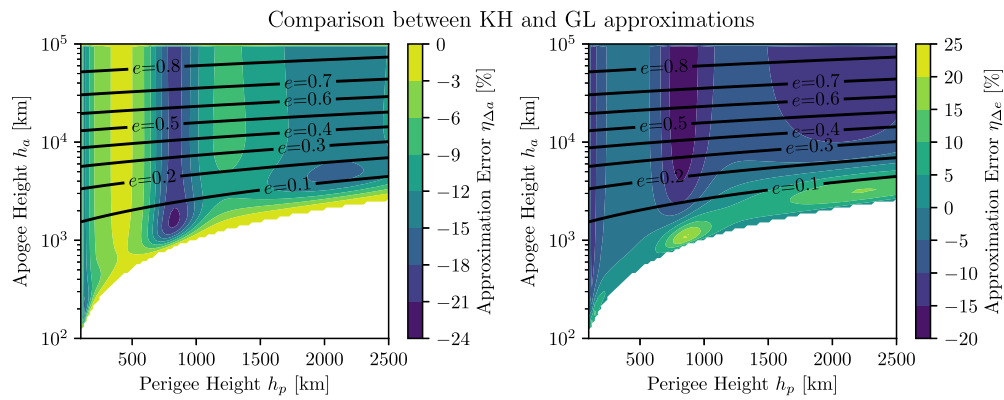 Comparison between KH and GL approximations
10^5
10^4
10^3
10^2
Apogee Height h_a [km]
e=0.8
e=0.7
e=0.6
e=0.5
e=0.4
e=0.3
e=0.2
e=0.1
500
1000
1500
2000
2500
Perigee Height h_p [km]
0
−3
−6
−9
−12
−15
−18
−21
−24
Approximation Error η_{Δa} [%]
10^5
10^4
10^3
10^2
Apogee Height h_a [km]
e=0.8
e=0.7
e=0.6
e=0.5
e=0.4
e=0.3
e=0.2
e=0.1
500
1000
1500
2000
2500
Perigee Height h_p [km]
25
20
15
10
5
0
−5
−10
−15
−20
Approximation Error η_{Δe} [%]